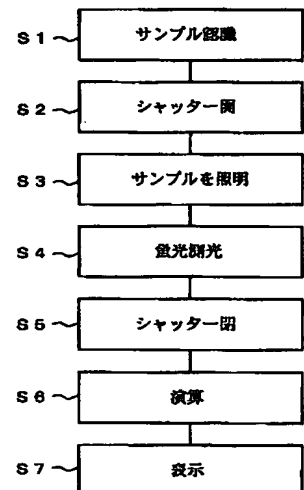 S1 サンプル認識
S2 シャッター開
S3 サンプルを照明
S4 蛍光測光
S5 シャッター閉
S6 演算
S7 表示